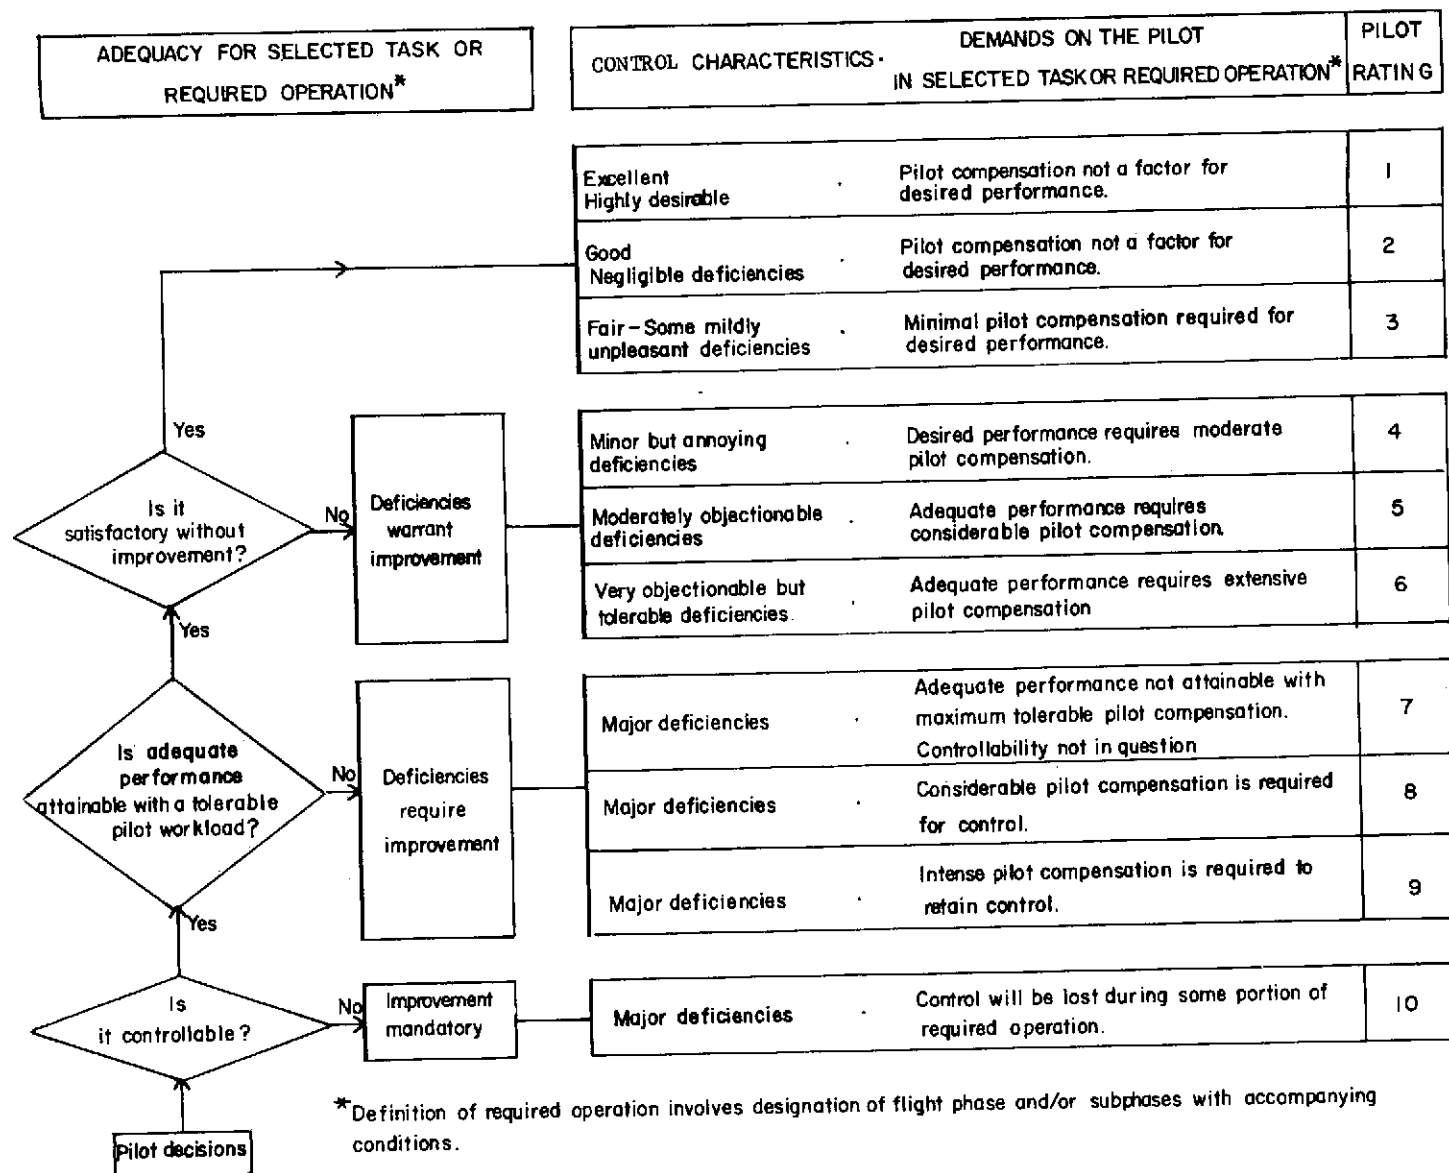 ADEQUACY FOR SELECTED TASK OR
REQUIRED OPERATION*
CONTROL CHARACTERISTICS.
DEMANDS ON THE PILOT
IN SELECTED TASK OR REQUIRED OPERATION*
PILOT
RATING
Excellent
Highly desirable
Pilot compensation not a factor for
desired performance.
1
Good
Negligible deficiencies
Pilot compensation not a factor for
desired performance.
2
Fair-Some mildly
unpleasant deficiencies
Minimal pilot compensation required for
desired performance.
3
Yes
Is it
satisfactory without
improvement?
No
Deficiencies
warrant
improvement
Minor but annoying
deficiencies
Desired performance requires moderate
pilot compensation.
4
Moderately objectionable
deficiencies
Adequate performance requires
considerable pilot compensation.
5
Very objectionable but
tolerable deficiencies.
Adequate performance requires extensive
pilot compensation
6
Yes
Is adequate
performance
attainable with a tolerable
pilot workload?
No
Deficiencies
require
improvement
Major deficiencies
Adequate performance not attainable with
maximum tolerable pilot compensation.
Controllability not in question
7
Major deficiencies
Considerable pilot compensation is required
for control.
8
Major deficiencies
Intense pilot compensation is required to
retain control.
9
Yes
Is
it controllable?
No
Improvement
mandatory
Major deficiencies
Control will be lost during some portion of
required operation.
10
Pilot decisions
*Definition of required operation involves designation of flight phase and/or subphases with accompanying
conditions.